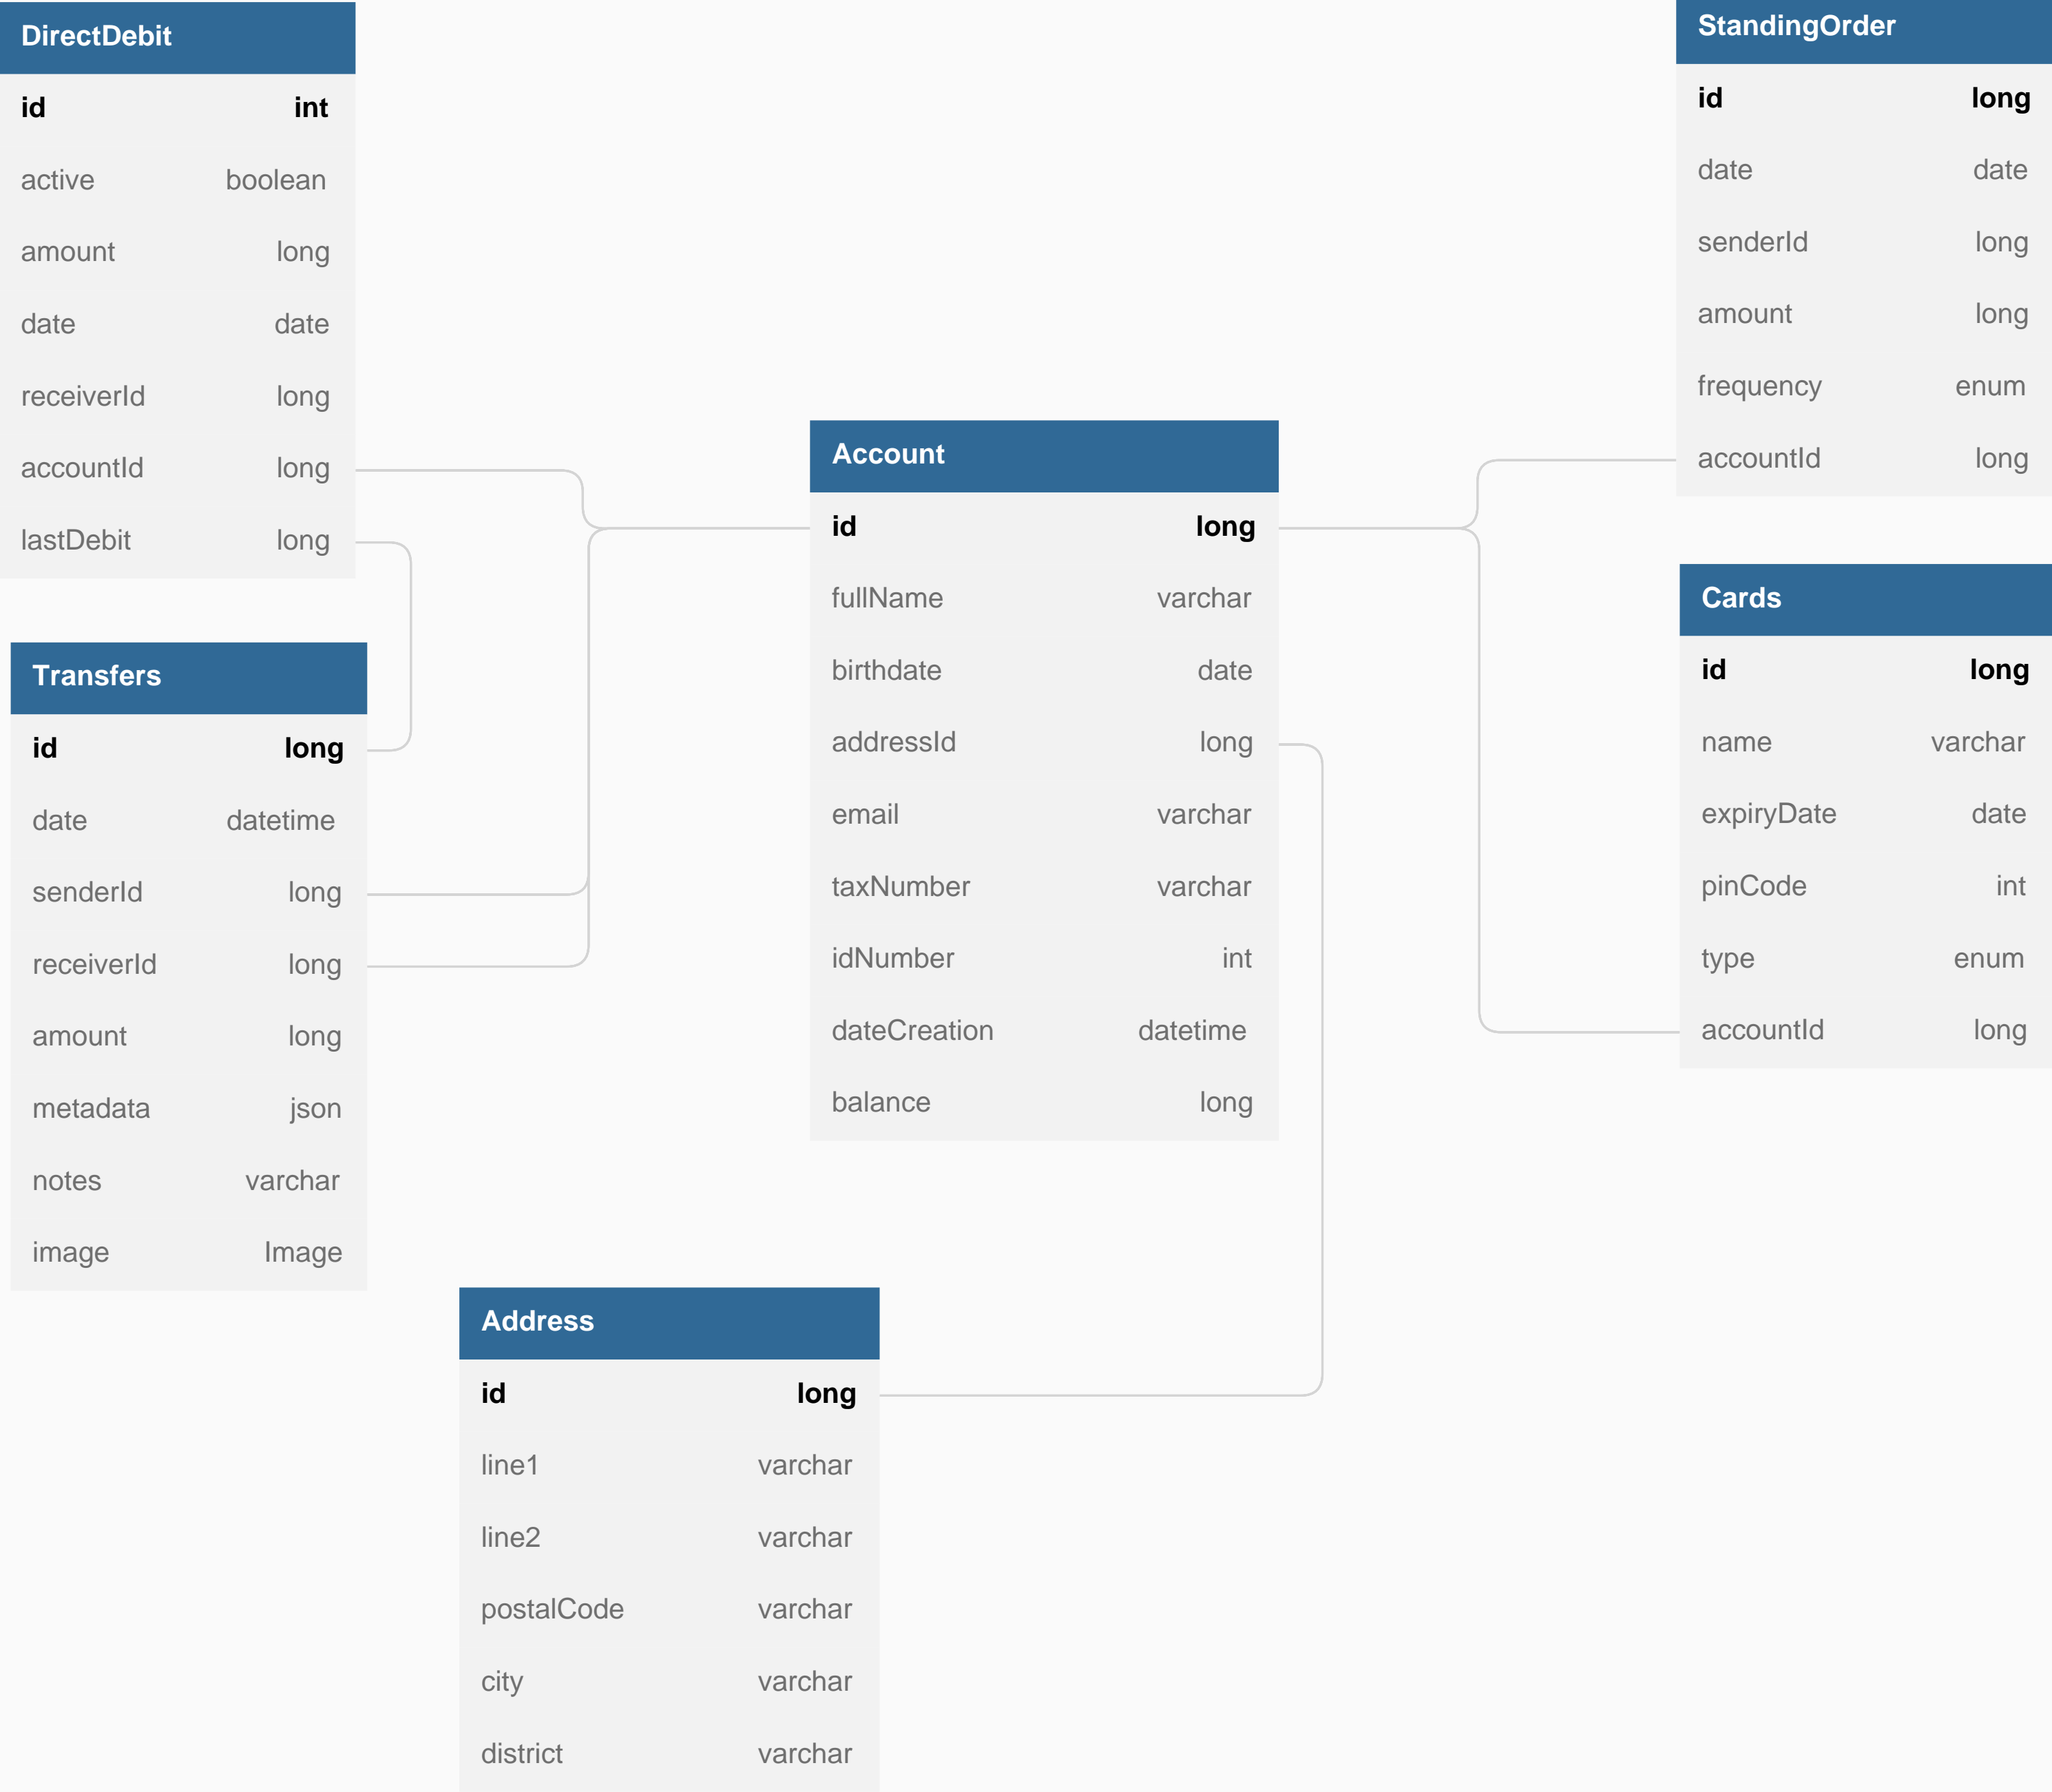 DirectDebit
id int
active boolean
amount long
date date
receiverId long
accountId long
lastDebit long
StandingOrder
id long
date date
senderId long
amount long
frequency enum
accountId long
Account
id long
fullName varchar
birthdate date
addressId long
email varchar
taxNumber varchar
idNumber int
dateCreation datetime
balance long
Cards
id long
name varchar
expiryDate date
pinCode int
type enum
accountId long
Transfers
id long
date datetime
senderId long
receiverId long
amount long
metadata json
notes varchar
image Image
Address
id long
line1 varchar
line2 varchar
postalCode varchar
city varchar
district varchar